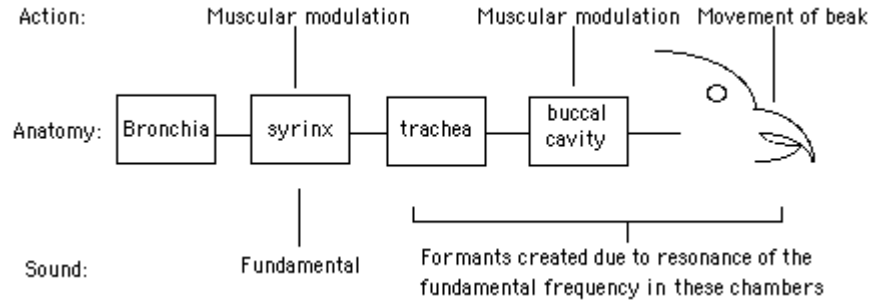 Action: Muscular modulation Muscular modulation Movement of beak
Anatomy: Bronchia syrinx trachea buccal cavity
Sound: Fundamental Formants created due to resonance of the
fundamental frequency in these chambers